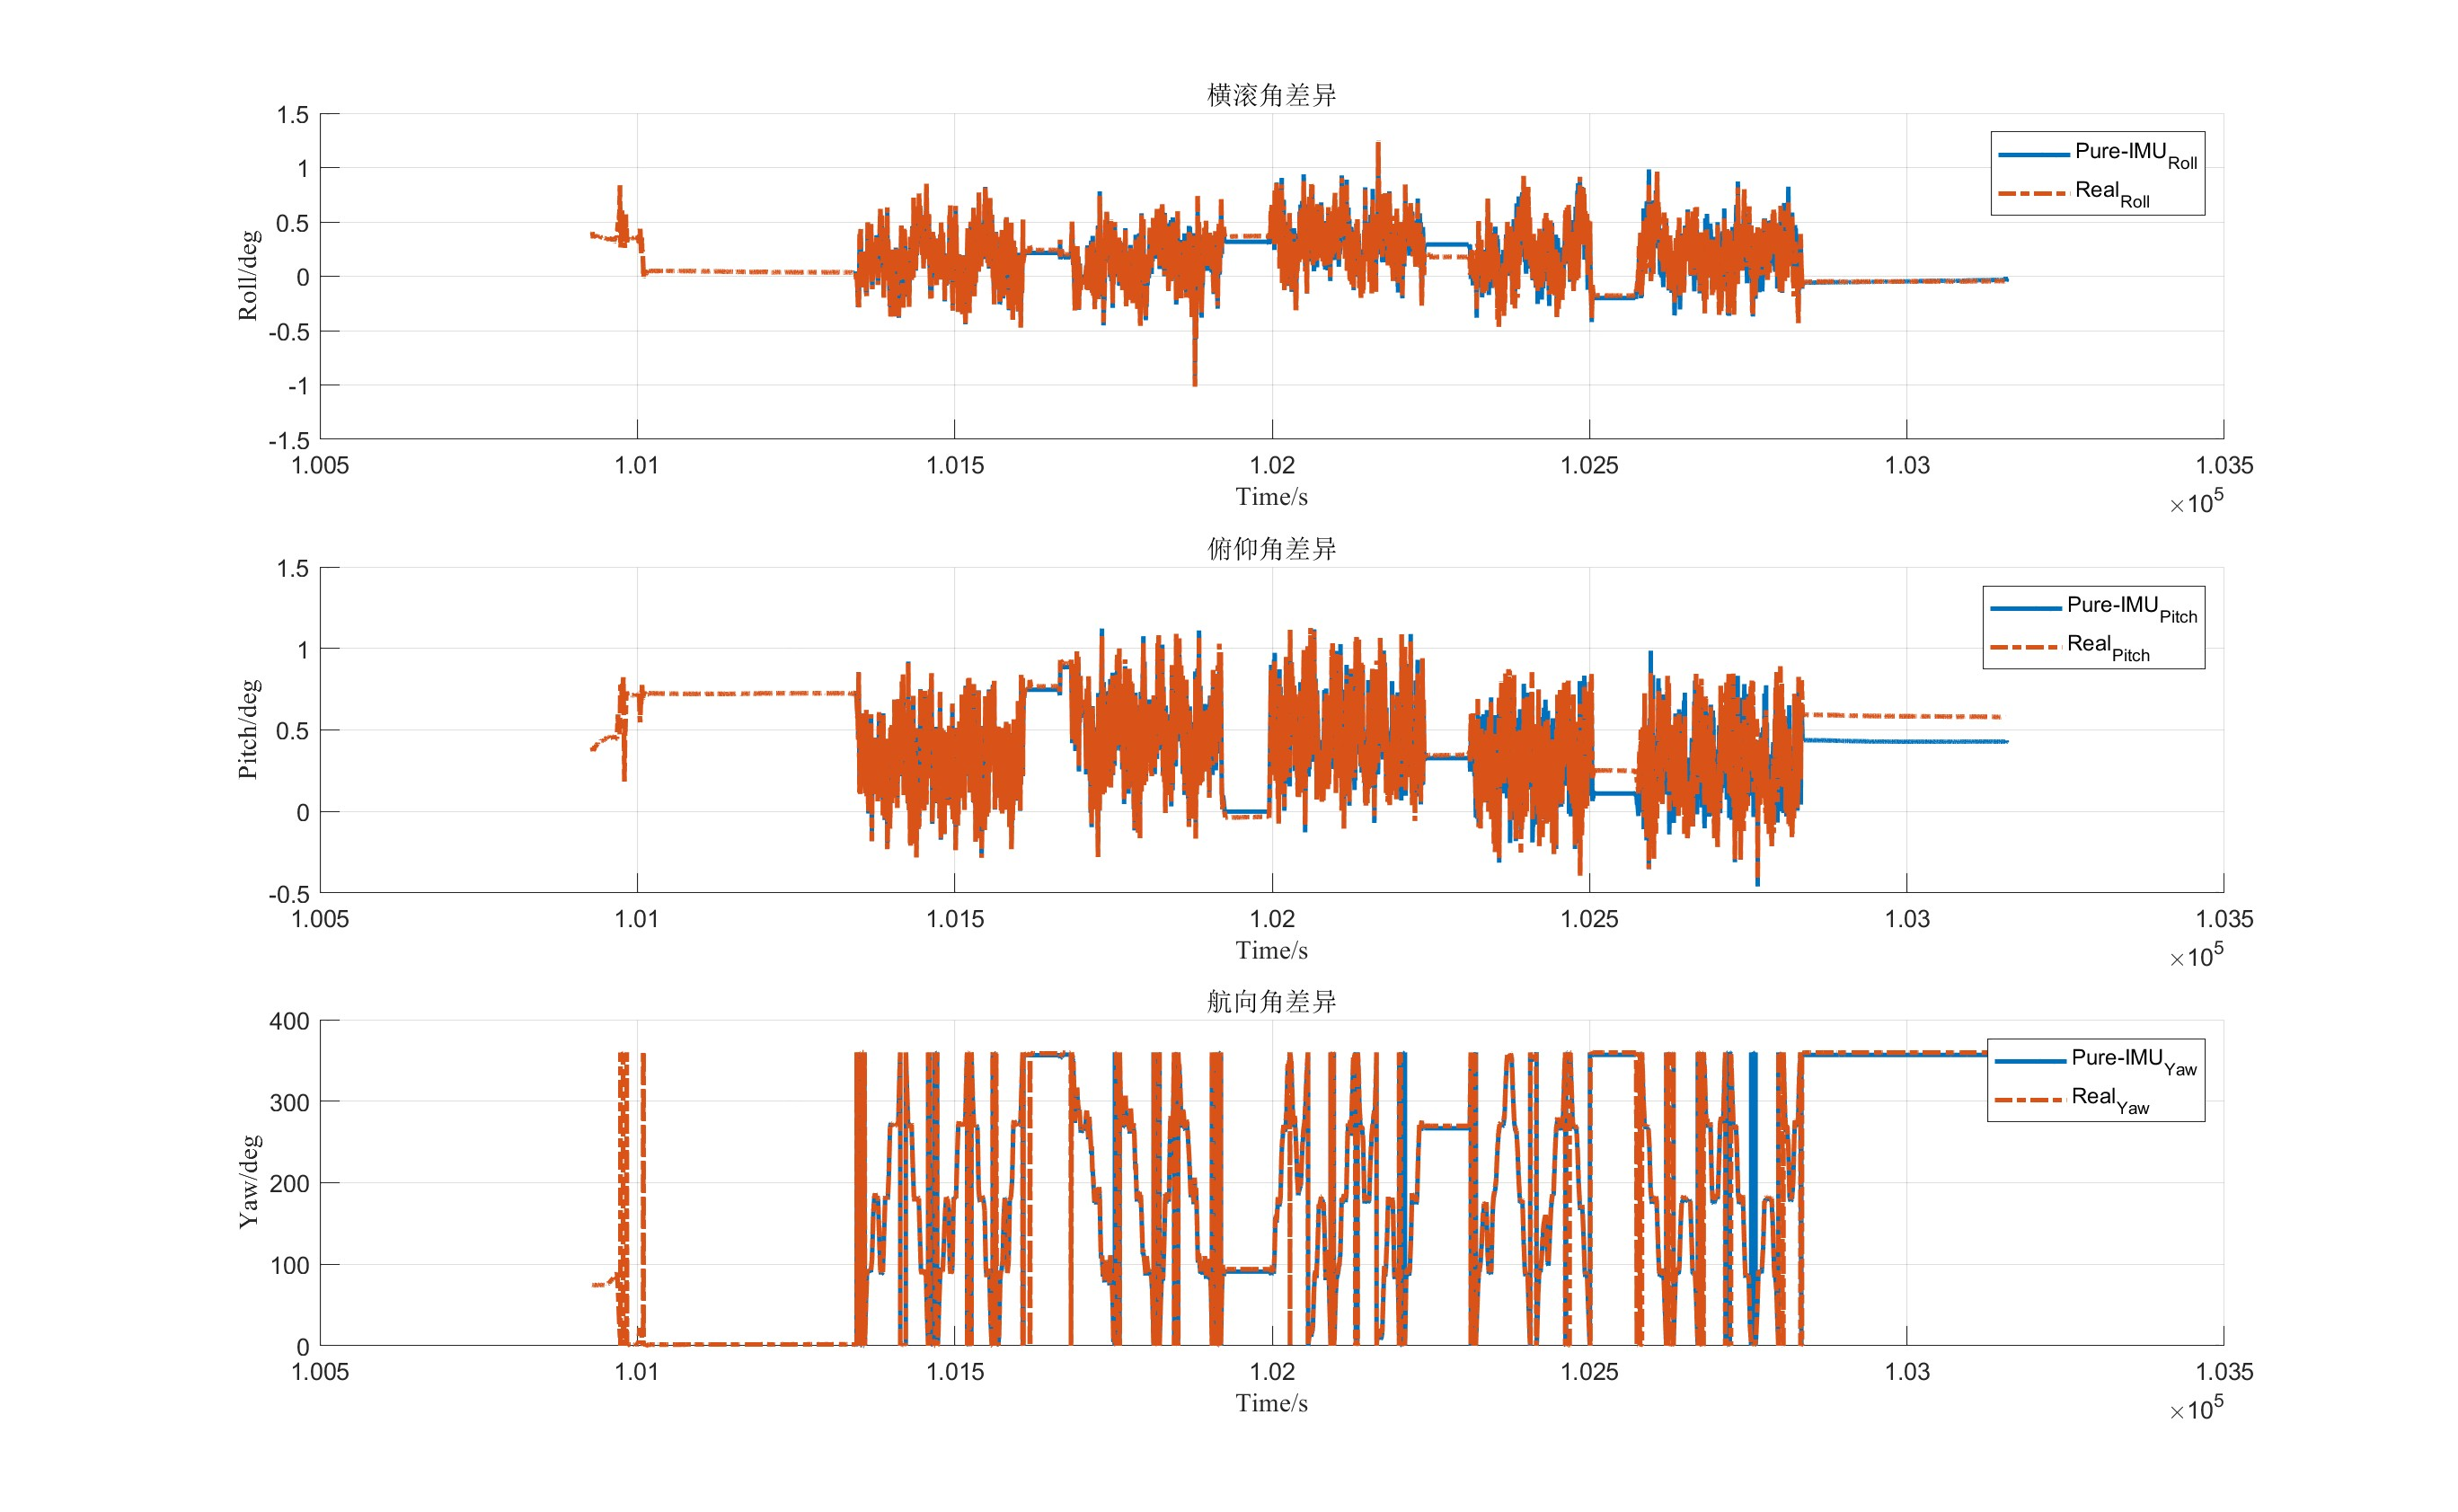 横滚角差异
1.5
1
0.5
0
-0.5
-1
-1.5
Roll/deg
1.005 1.01 1.015 1.02 1.025 1.03 1.035
Time/s
×10^5
Pure-IMU_Roll
Real_Roll
俯仰角差异
1.5
1
0.5
0
-0.5
Pitch/deg
1.005 1.01 1.015 1.02 1.025 1.03 1.035
Time/s
×10^5
Pure-IMU_Pitch
Real_Pitch
航向角差异
400
300
200
100
0
Yaw/deg
1.005 1.01 1.015 1.02 1.025 1.03 1.035
Time/s
×10^5
Pure-IMU_Yaw
Real_Yaw